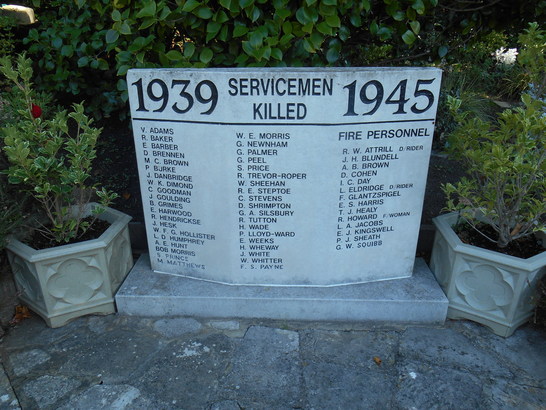 1939 SERVICEMEN KILLED 1945
V. ADAMS
R. BAKER
E. BARBER
D. BRENNEN
M. C. BROWN
P. BURKE
J. DANBRIDGE
W. K. DIMOND
C. GOODMAN
J. GOULDING
B. GRIMES
E. HARWOOD
R. HENDRICKSE
J. HESK
W. F. G. HOLLISTER
L. D. HUMPHREY
A. E. HUNT
BOB MORRIS
S. PRINCE
M. MATTHEWS
W. E. MORRIS
G. NEWNHAM
G. PALMER
G. PEEL
S. PRICE
R. TREVOR-ROPER
W. SHEEHAN
R. E. STEPTOE
C. STEVENS
D. SHRIMPTON
G. A. SILSBURY
R. TUTTON
H. WADE
P. LLOYD-WARD
E. WEEKS
H. WHEWAY
J. WHITE
W. WHITTER
F. S. PAYNE
FIRE PERSONNEL
R. W. ATTRILL D/RIDER
J. H. BLUNDELL
A. B. BROWN
D. COHEN
I. C. DAY
L. ELDRIDGE D/RIDER
F. GLANTZSPIGEL
E. S. HARRIS
T. J. HEALY
R. HOWARD F. WOMAN
L. A. JACOBS
E. J. KINGSWELL
P. J. SHEATH
G. W. SQUIBB